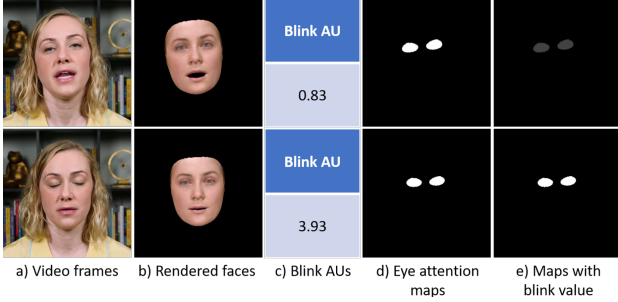 Blink AU
0.83
Blink AU
3.93
a) Video frames
b) Rendered faces
c) Blink AUs
d) Eye attention
maps
e) Maps with
blink value